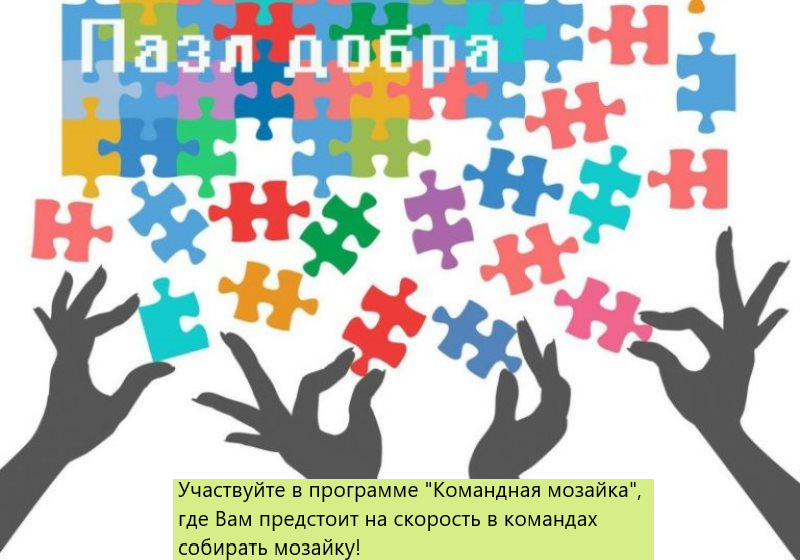 Пазл добра
Участвуйте в программе "Командная мозайка",
где Вам предстоит на скорость в командах
собирать мозайку!